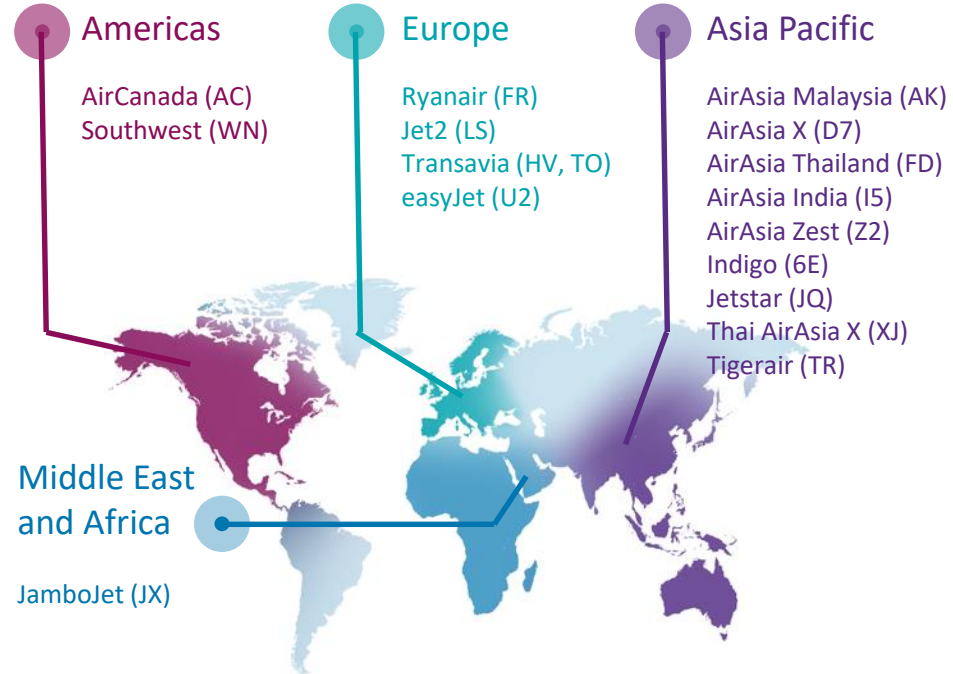 Americas
AirCanada (AC)
Southwest (WN)
Europe
Ryanair (FR)
Jet2 (LS)
Transavia (HV, TO)
easyJet (U2)
Asia Pacific
AirAsia Malaysia (AK)
AirAsia X (D7)
AirAsia Thailand (FD)
AirAsia India (I5)
AirAsia Zest (Z2)
Indigo (6E)
Jetstar (JQ)
Thai AirAsia X (XJ)
Tigerair (TR)
Middle East
and Africa
JamboJet (JX)